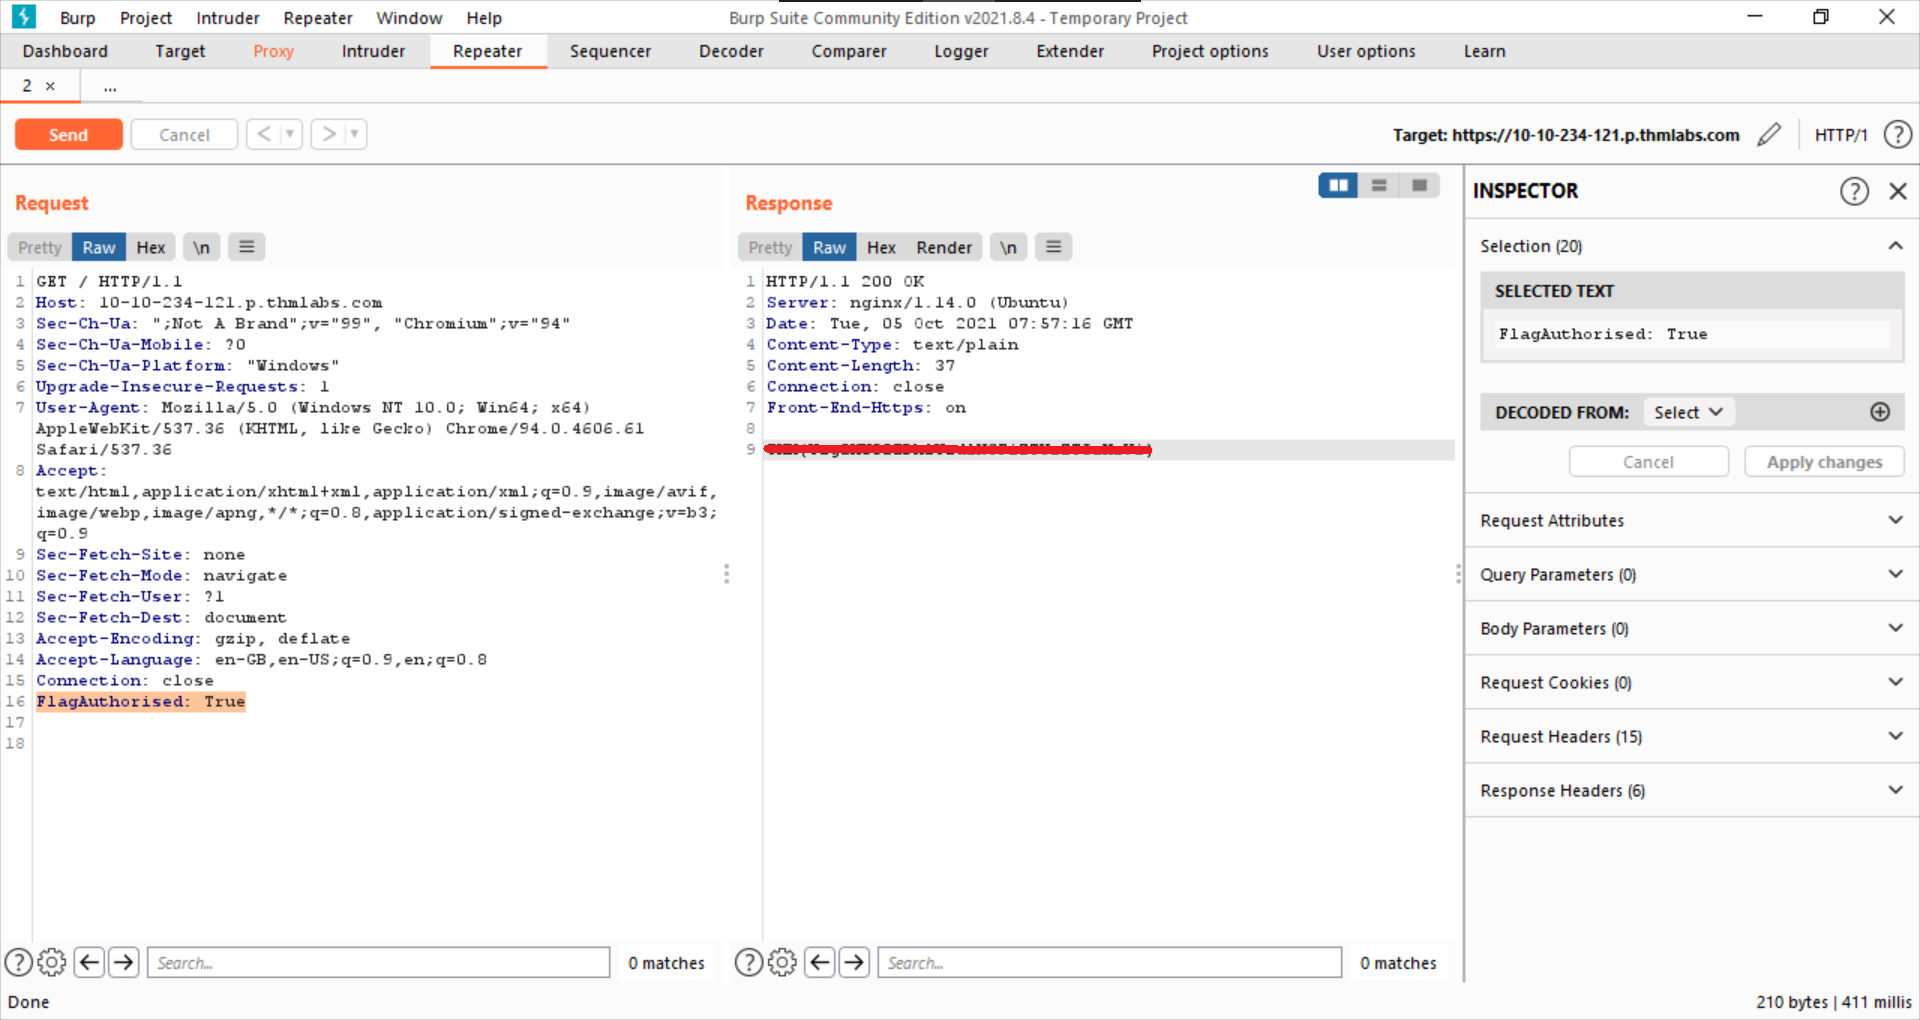 Burp Project Intruder Repeater Window Help Burp Suite Community Edition v2021.8.4 - Temporary Project
Dashboard Target Proxy Intruder Repeater Sequencer Decoder Comparer Logger Extender Project options User options Learn
2 × ...
Send Cancel < > Target: https://10-10-234-121.p.thmlabs.com HTTP/1 ?
Request
Pretty Raw Hex \n
1 GET / HTTP/1.1
2 Host: 10-10-234-121.p.thmlabs.com
3 Sec-Ch-Ua: ";Not A Brand";v="99", "Chromium";v="94"
4 Sec-Ch-Ua-Mobile: ?0
5 Sec-Ch-Ua-Platform: "Windows"
6 Upgrade-Insecure-Requests: 1
7 User-Agent: Mozilla/5.0 (Windows NT 10.0; Win64; x64)
AppleWebKit/537.36 (KHTML, like Gecko) Chrome/94.0.4606.61
Safari/537.36
8 Accept:
text/html,application/xhtml+xml,application/xml;q=0.9,image/avif,
image/webp,image/apng,*/*;q=0.8,application/signed-exchange;v=b3;
q=0.9
9 Sec-Fetch-Site: none
10 Sec-Fetch-Mode: navigate
11 Sec-Fetch-User: ?1
12 Sec-Fetch-Dest: document
13 Accept-Encoding: gzip, deflate
14 Accept-Language: en-GB,en-US;q=0.9,en;q=0.8
15 Connection: close
16 FlagAuthorised: True
17
18
? Search... 0 matches
Response
Pretty Raw Hex Render \n
1 HTTP/1.1 200 OK
2 Server: nginx/1.14.0 (Ubuntu)
3 Date: Tue, 05 Oct 2021 07:57:16 GMT
4 Content-Type: text/plain
5 Content-Length: 37
6 Connection: close
7 Front-End-Https: on
8
9
? Search... 0 matches
INSPECTOR ?
Selection (20)
SELECTED TEXT
FlagAuthorised: True
DECODED FROM: Select
Cancel Apply changes
Request Attributes
Query Parameters (0)
Body Parameters (0)
Request Cookies (0)
Request Headers (15)
Response Headers (6)
Done 210 bytes | 411 millis